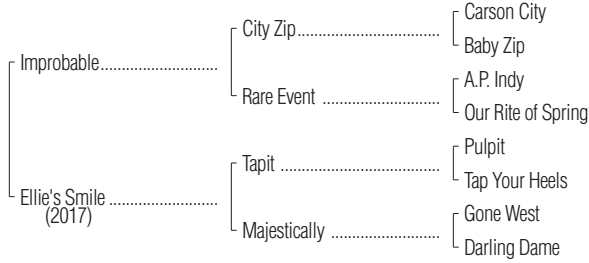 Carson City
City Zip
Baby Zip
Improbable
A.P. Indy
Rare Event
Our Rite of Spring
Pulpit
Tapit
Tap Your Heels
Ellie's Smile
(2017)
Gone West
Majestically
Darling Dame